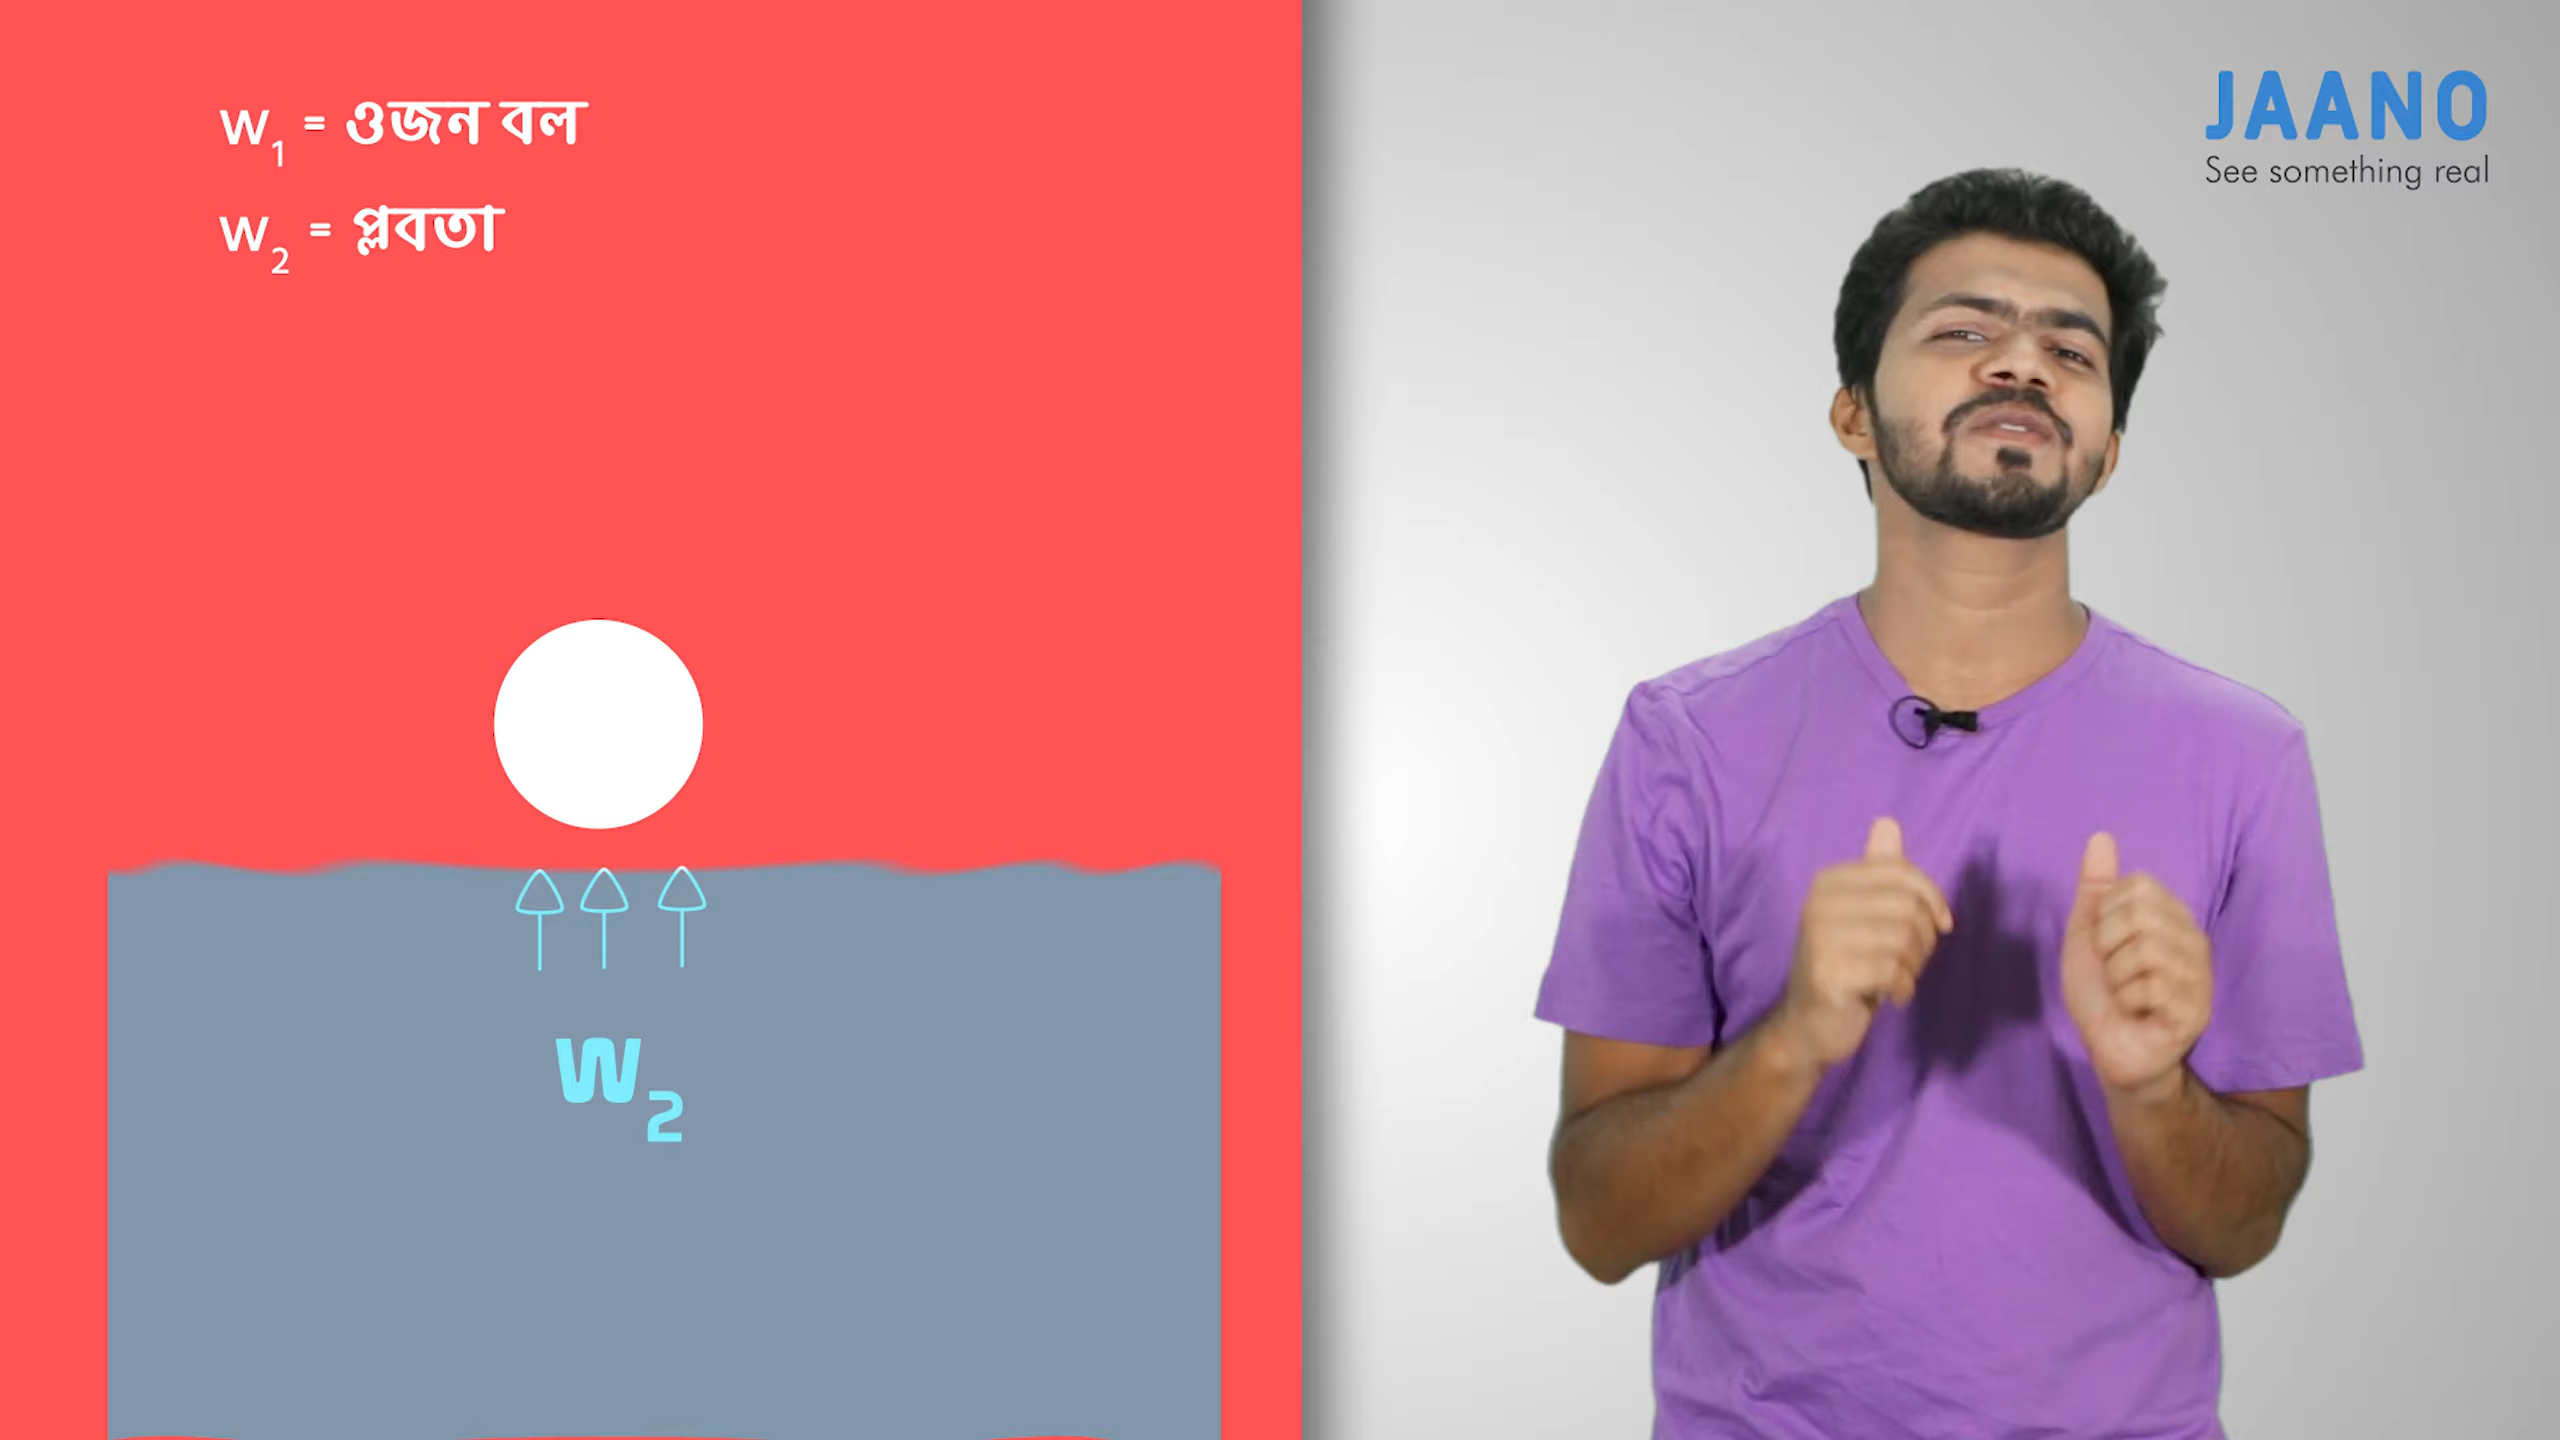 W₁ = ওজন বল
W₂ = প্লবতা
W₂
JAANO
See something real